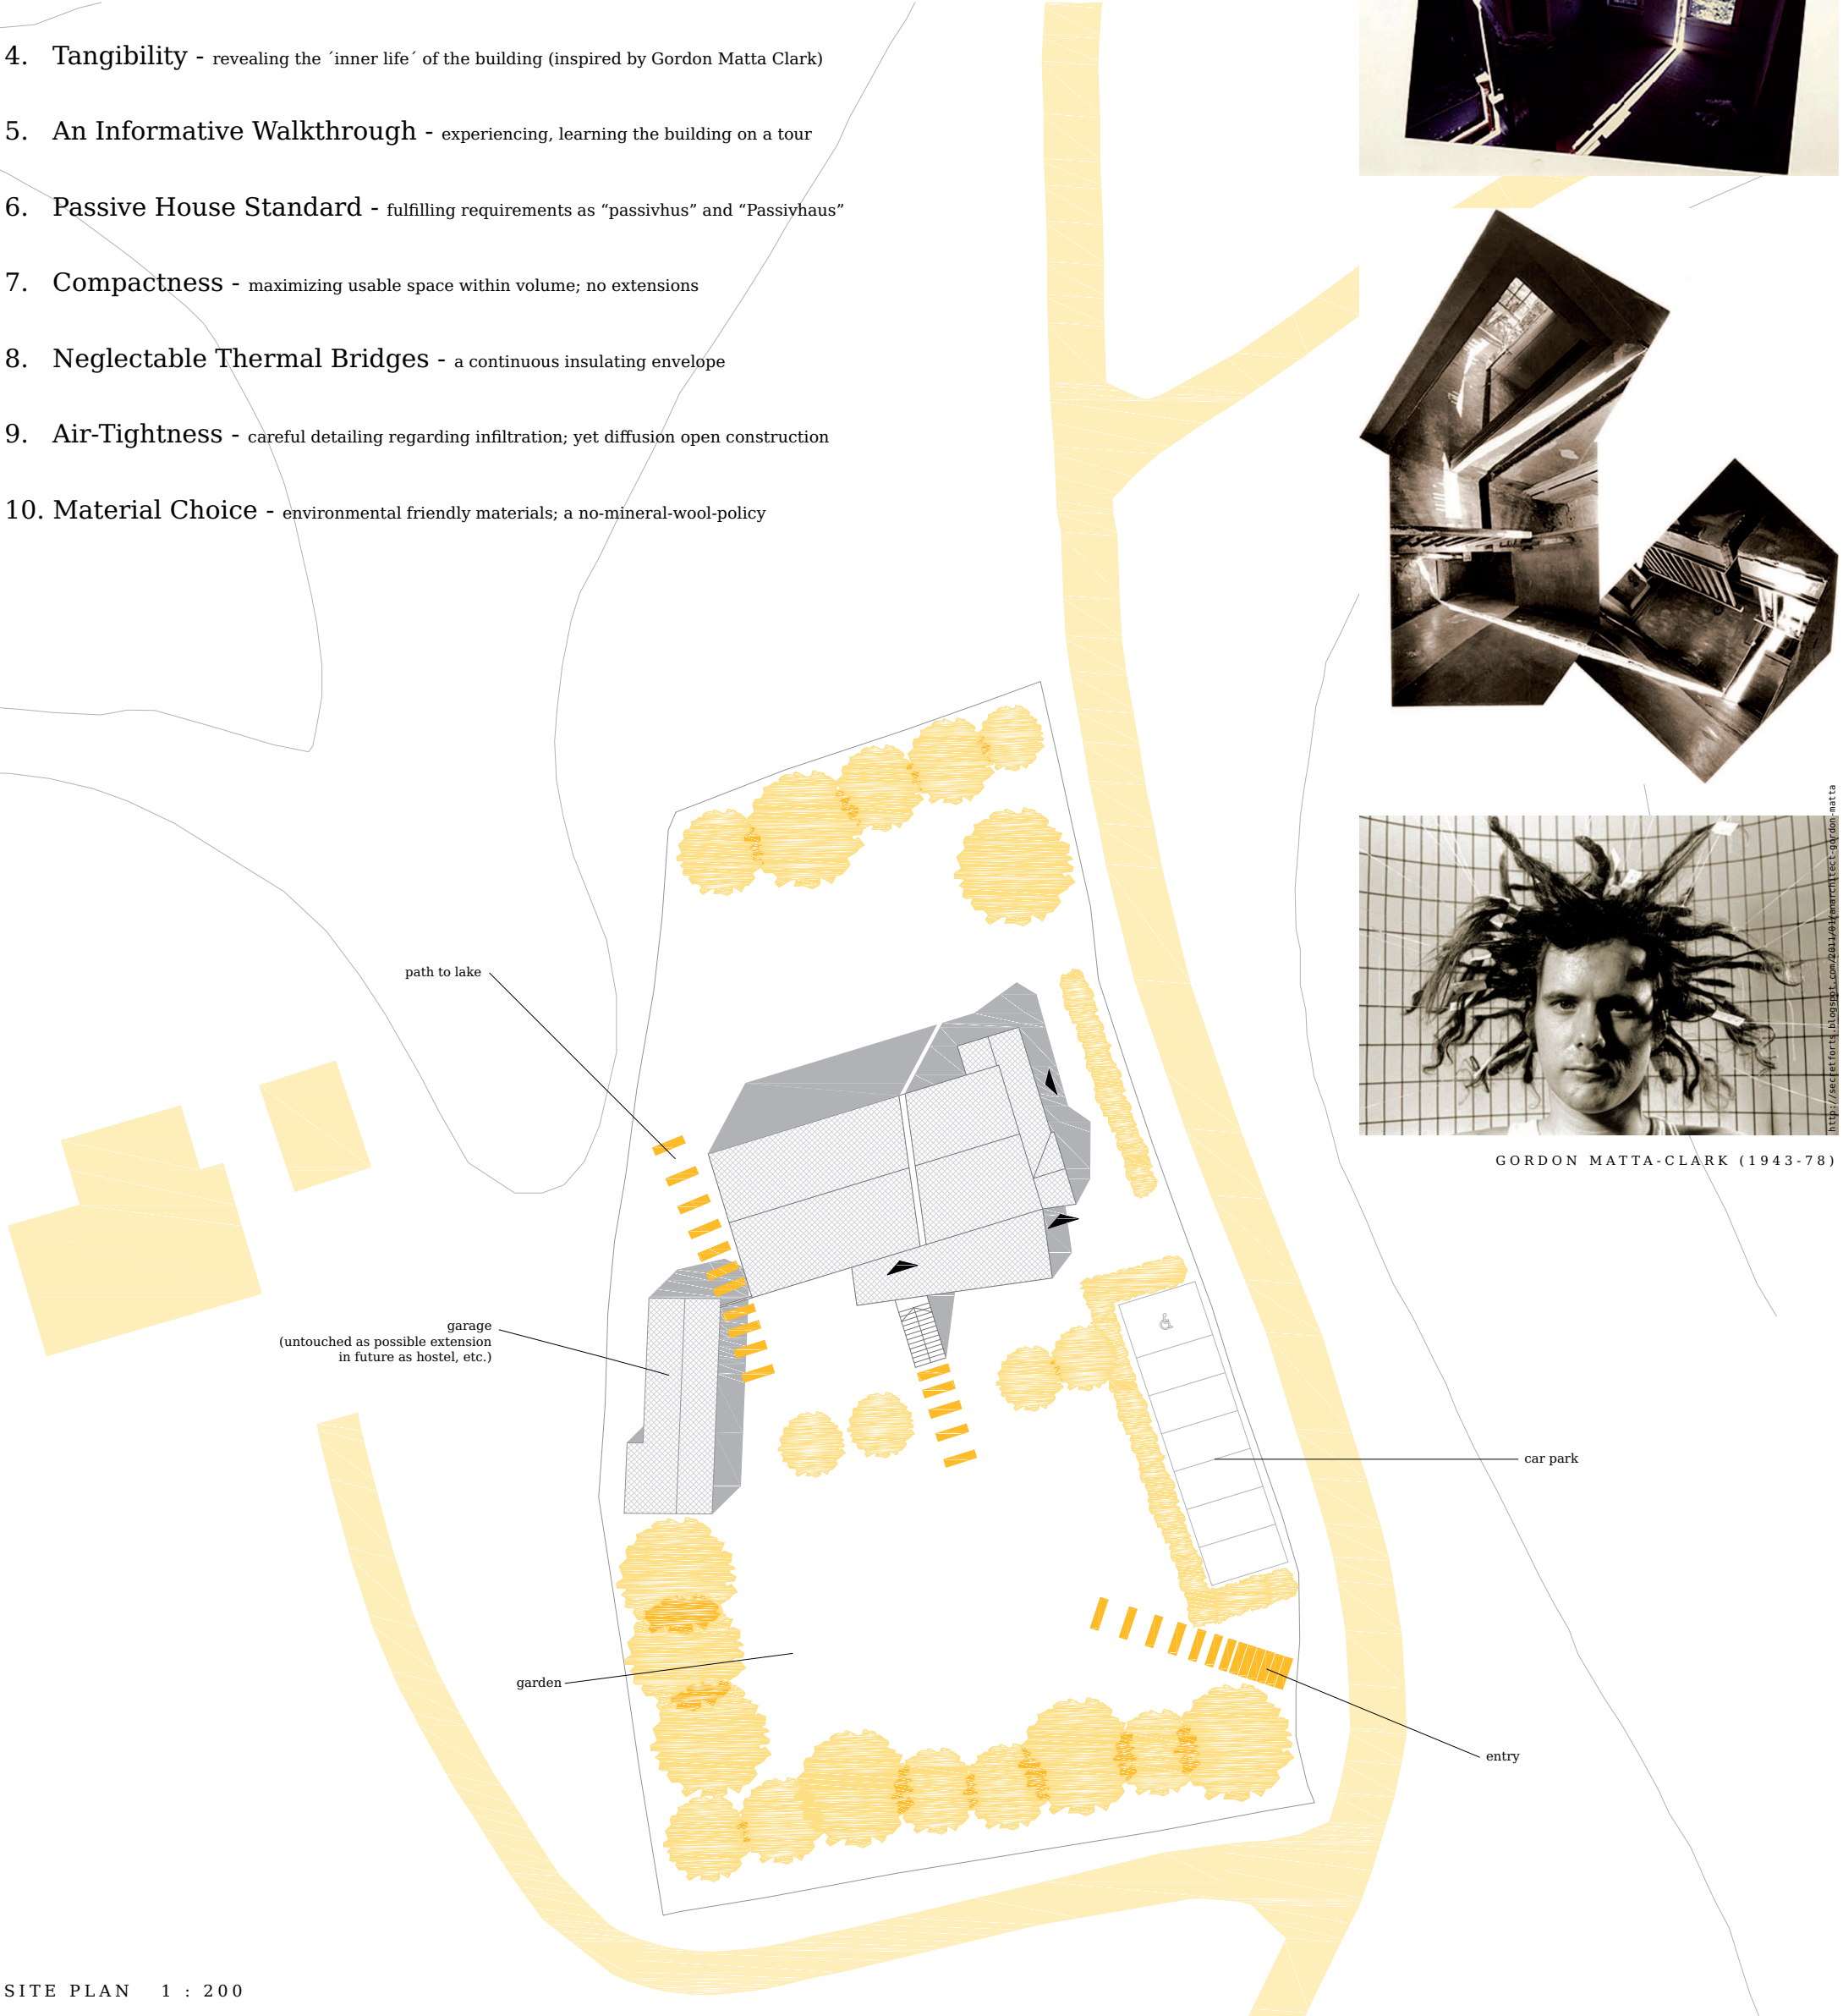 4. Tangibility - revealing the ´inner life´ of the building (inspired by Gordon Matta Clark)
5. An Informative Walkthrough - experiencing, learning the building on a tour
6. Passive House Standard - fulfilling requirements as “passivhus” and “Passivhaus”
7. Compactness - maximizing usable space within volume; no extensions
8. Neglectable Thermal Bridges - a continuous insulating envelope
9. Air-Tightness - careful detailing regarding infiltration; yet diffusion open construction
10. Material Choice - environmental friendly materials; a no-mineral-wool-policy
http://secretforts.blogspot.com/2011/01/anarchitect-gordon-matta
GORDON MATTA-CLARK (1943-78)
path to lake
garage
(untouched as possible extension
in future as hostel, etc.)
car park
garden
entry
SITE PLAN 1 : 200